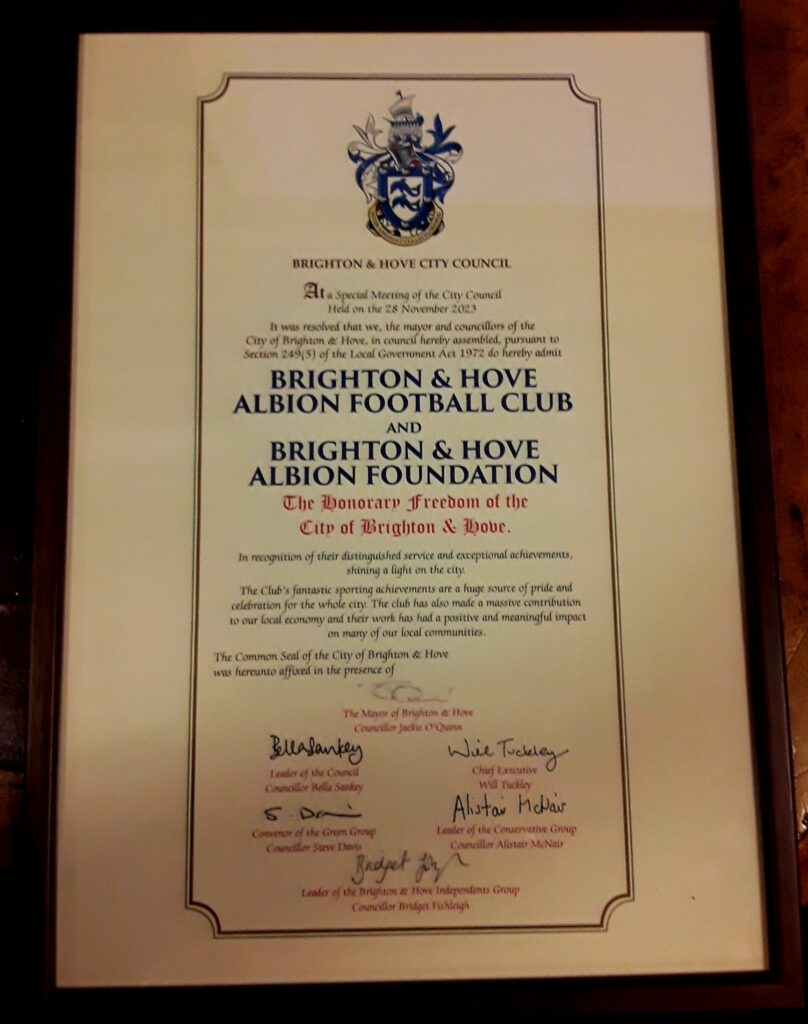 BRIGHTON & HOVE CITY COUNCIL
At a Special Meeting of the City Council
Held on the 28 November 2023
It was resolved that we, the mayor and councillors of the
City of Brighton & Hove, in council hereby assembled, pursuant to
Section 249(5) of the Local Government Act 1972 do hereby admit
BRIGHTON & HOVE
ALBION FOOTBALL CLUB
AND
BRIGHTON & HOVE
ALBION FOUNDATION
The Honorary Freedom of the
City of Brighton & Hove.
In recognition of their distinguished service and exceptional achievements,
shining a light on the city.
The Club's fantastic sporting achievements are a huge source of pride and
celebration for the whole city. The club has also made a massive contribution
to our local economy and their work has had a positive and meaningful impact
on many of our local communities.
The Common Seal of the City of Brighton & Hove
was hereunto affixed in the presence of
The Mayor of Brighton & Hove
Councillor Jackie O'Quinn
Bella Sankey Will Tuckley
Leader of the Council Chief Executive
Councillor Bella Sankey Will Tuckley
S. Alistair McNair
Convenor of the Green Group Leader of the Conservative Group
Councillor Steve Davis Councillor Alistair McNair
Bridget
Leader of the Brighton & Hove Independents Group
Councillor Bridget Fishleigh